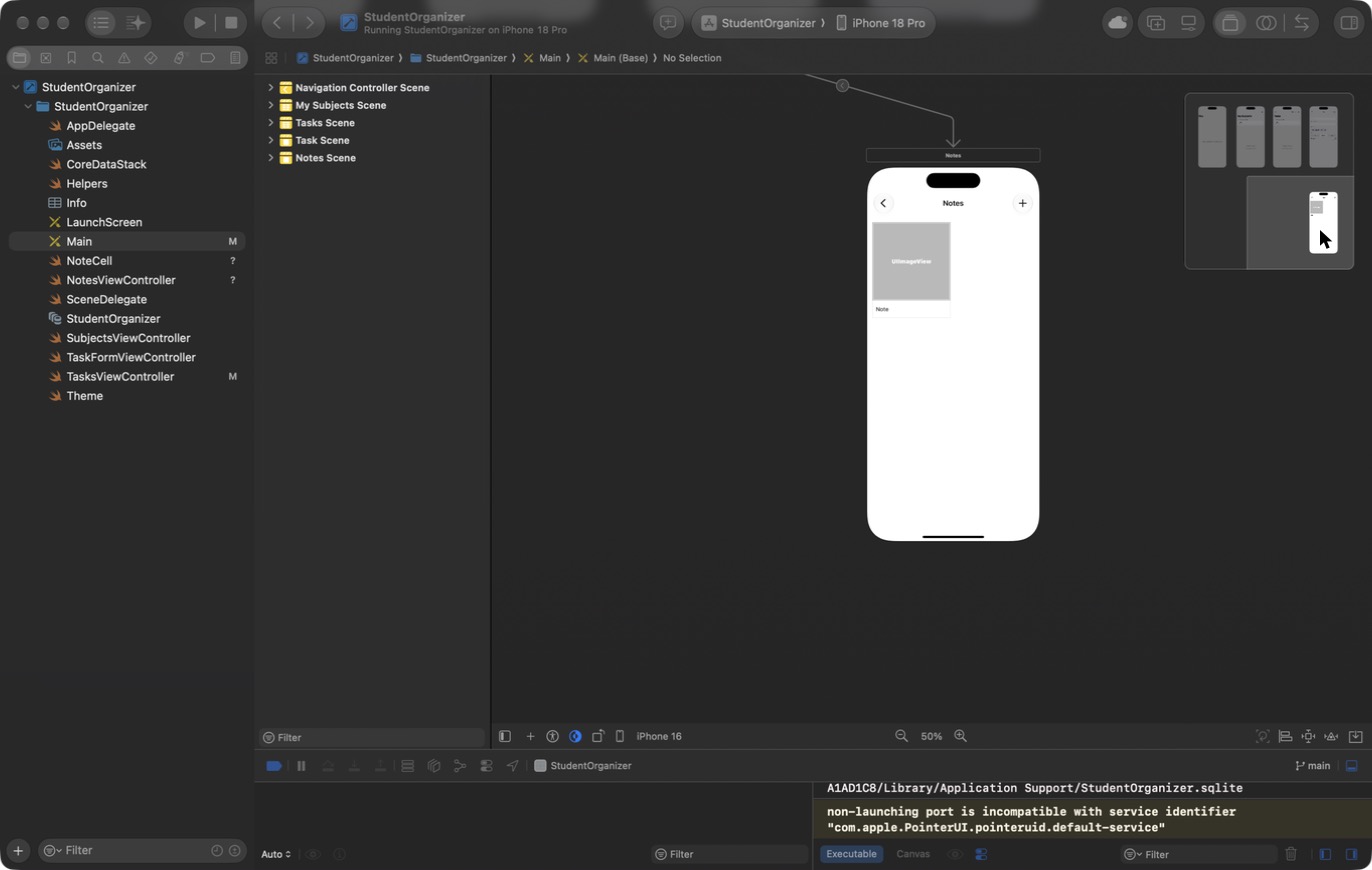 StudentOrganizer
Running StudentOrganizer on iPhone 18 Pro
StudentOrganizer 〉 iPhone 18 Pro
StudentOrganizer 〉 StudentOrganizer 〉 Main 〉 Main (Base) 〉 No Selection
StudentOrganizer
StudentOrganizer
AppDelegate
Assets
CoreDataStack
Helpers
Info
LaunchScreen
Main M
NoteCell ?
NotesViewController ?
SceneDelegate
StudentOrganizer
SubjectsViewController
TaskFormViewController
TasksViewController M
Theme
Filter
Navigation Controller Scene
My Subjects Scene
Tasks Scene
Task Scene
Notes Scene
Filter
Notes
Notes
UIImageView
Note
iPhone 16
50%
StudentOrganizer
main
A1AD1C8/Library/Application Support/StudentOrganizer.sqlite
non-launching port is incompatible with service identifier
"com.apple.PointerUI.pointeruid.default-service"
Auto
Filter
Executable
Canvas
Filter